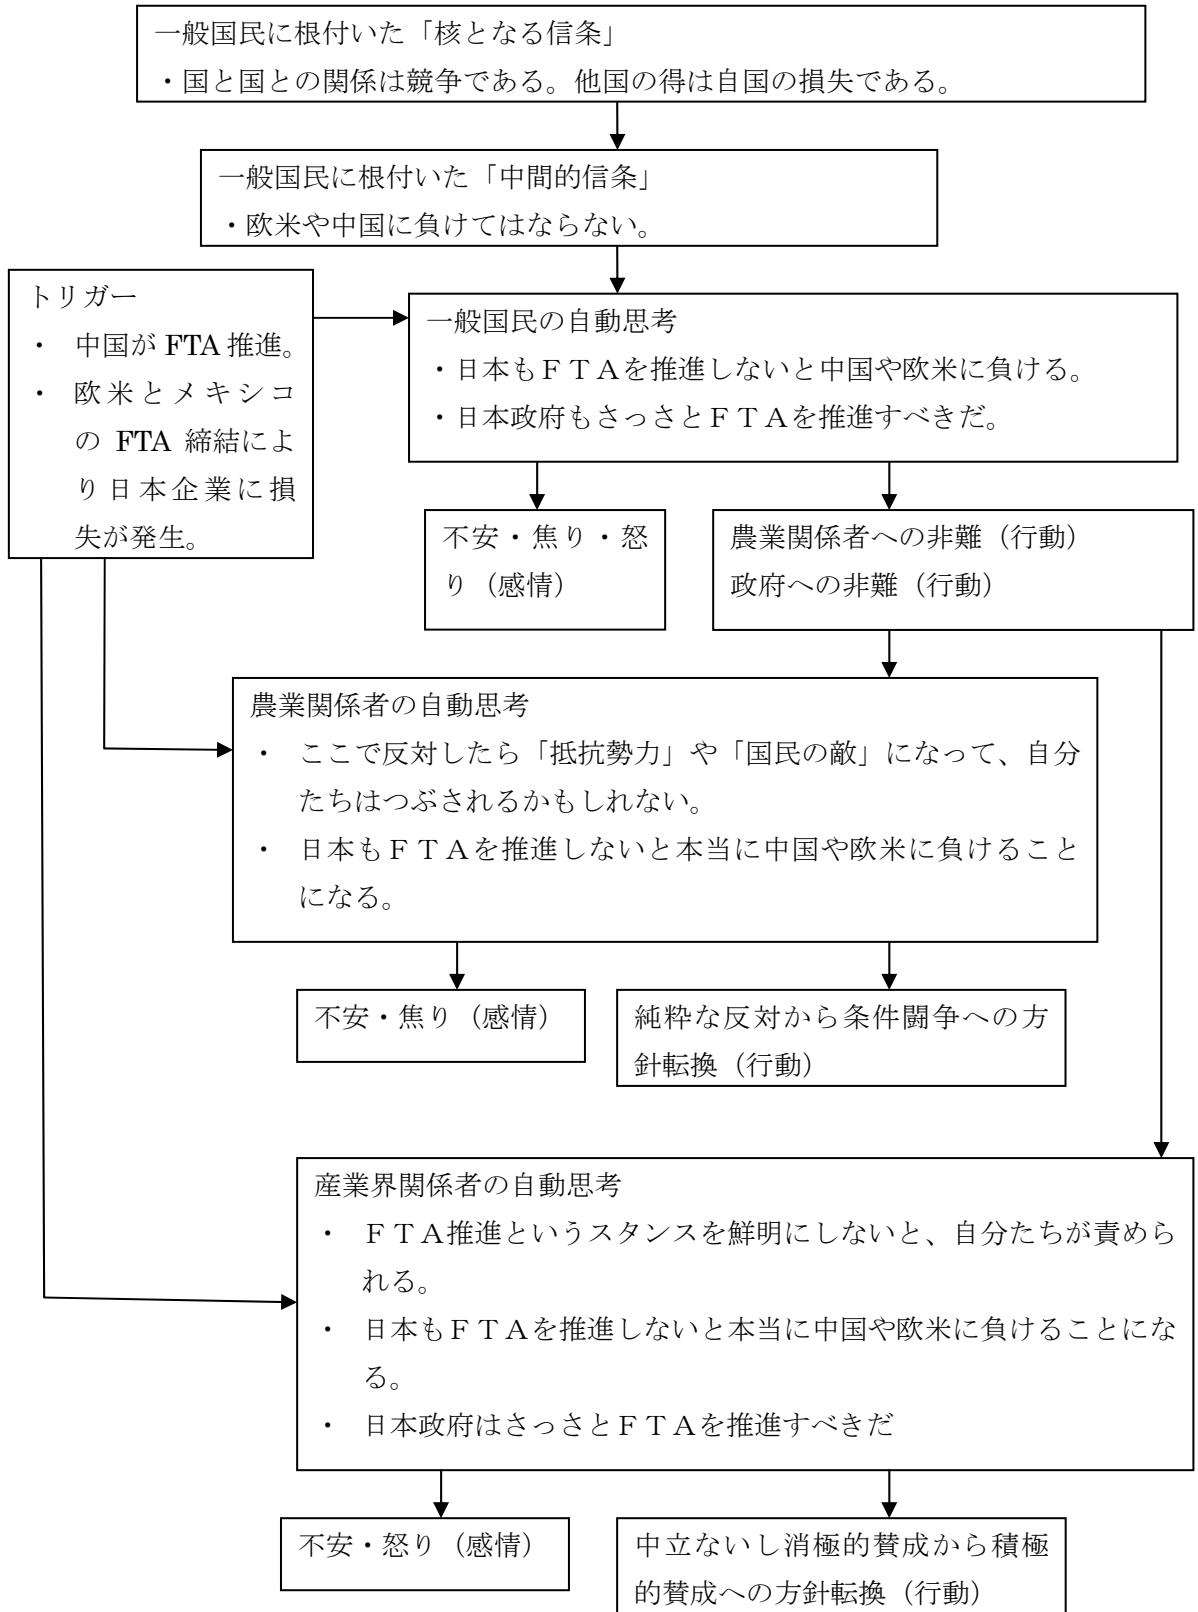 一般国民に根付いた「核となる信条」
・国と国との関係は競争である。他国の得は自国の損失である。
一般国民に根付いた「中間的信条」
・欧米や中国に負けてはならない。
トリガー
・ 中国が FTA 推進。
・ 欧米とメキシコ
の FTA 締結によ
り日本企業に損
失が発生。
一般国民の自動思考
・日本もＦＴＡを推進しないと中国や欧米に負ける。
・日本政府もさっさとＦＴＡを推進すべきだ。
不安・焦り・怒
り（感情）
農業関係者への非難（行動）
政府への非難（行動）
農業関係者の自動思考
・ ここで反対したら「抵抗勢力」や「国民の敵」になって、自分
たちはつぶされるかもしれない。
・ 日本もＦＴＡを推進しないと本当に中国や欧米に負けること
になる。
不安・焦り（感情）
純粋な反対から条件闘争への方
針転換（行動）
産業界関係者の自動思考
・ ＦＴＡ推進というスタンスを鮮明にしないと、自分たちが責めら
れる。
・ 日本もＦＴＡを推進しないと本当に中国や欧米に負けることにな
る。
・ 日本政府はさっさとＦＴＡを推進すべきだ
不安・怒り（感情）
中立ないし消極的賛成から積極
的賛成への方針転換（行動）